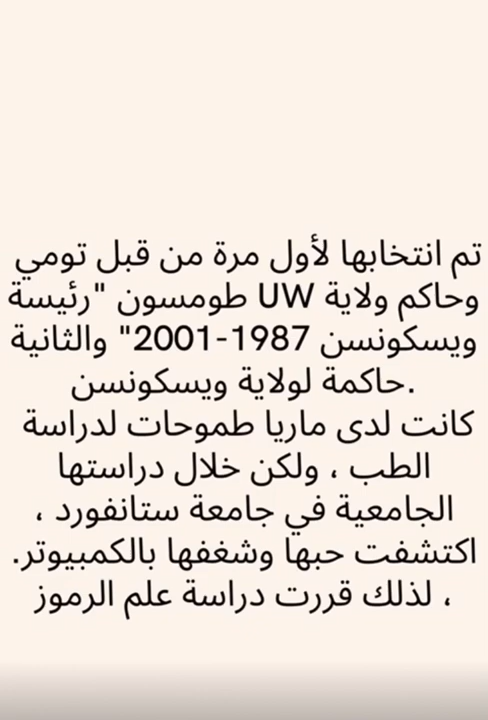 تم انتخابها لأول مرة من قبل تومي
وحاكم ولاية UW طومسون "رئيسة
ويسكونسن 1987-2001" والثانية
حاكمة لولاية ويسكونسن.
كانت لدى ماريا طموحات لدراسة
الطب ، ولكن خلال دراستها
الجامعية في جامعة ستانفورد ،
اكتشفت حبها وشغفها بالكمبيوتر.
، لذلك قررت دراسة علم الرموز